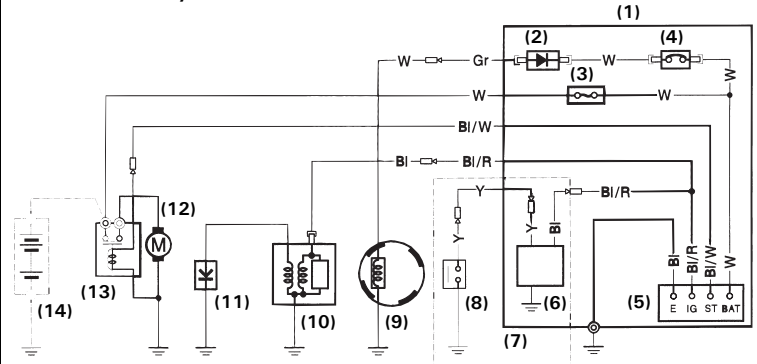 (1)
(2)
(4)
W
Gr
W
W
(3)
W
W
Bl/W
Bl
Bl/R
Y
Bl/R
(12)
Y
Y
Bl
M
Bl
Bl/R
Bl/W
W
(14)
(13)
(11)
(10)
(9)
(8)
(6)
(5)
E
IG
ST
BAT
(7)